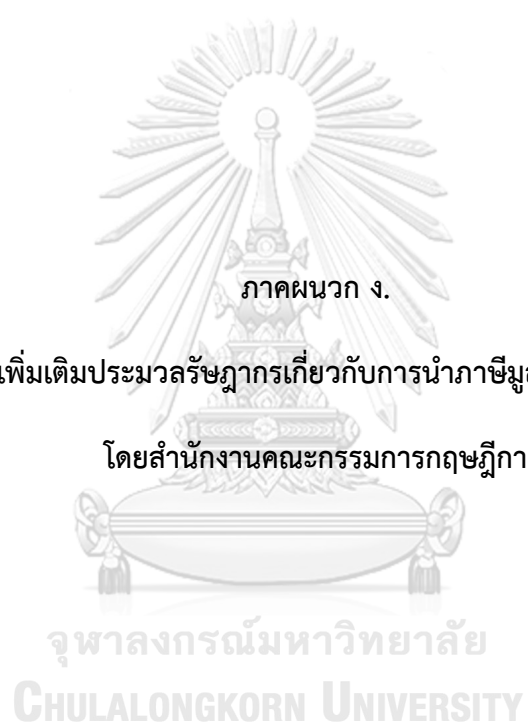 ภาคผนวก ง.
เพิ่มเติมประมวลรัษฎากรเกี่ยวกับการนำภาษีมูล
โดยสำนักงานคณะกรรมการกฤษฎีกา
จุฬาลงกรณ์มหาวิทยาลัย
CHULALONGKORN UNIVERSITY